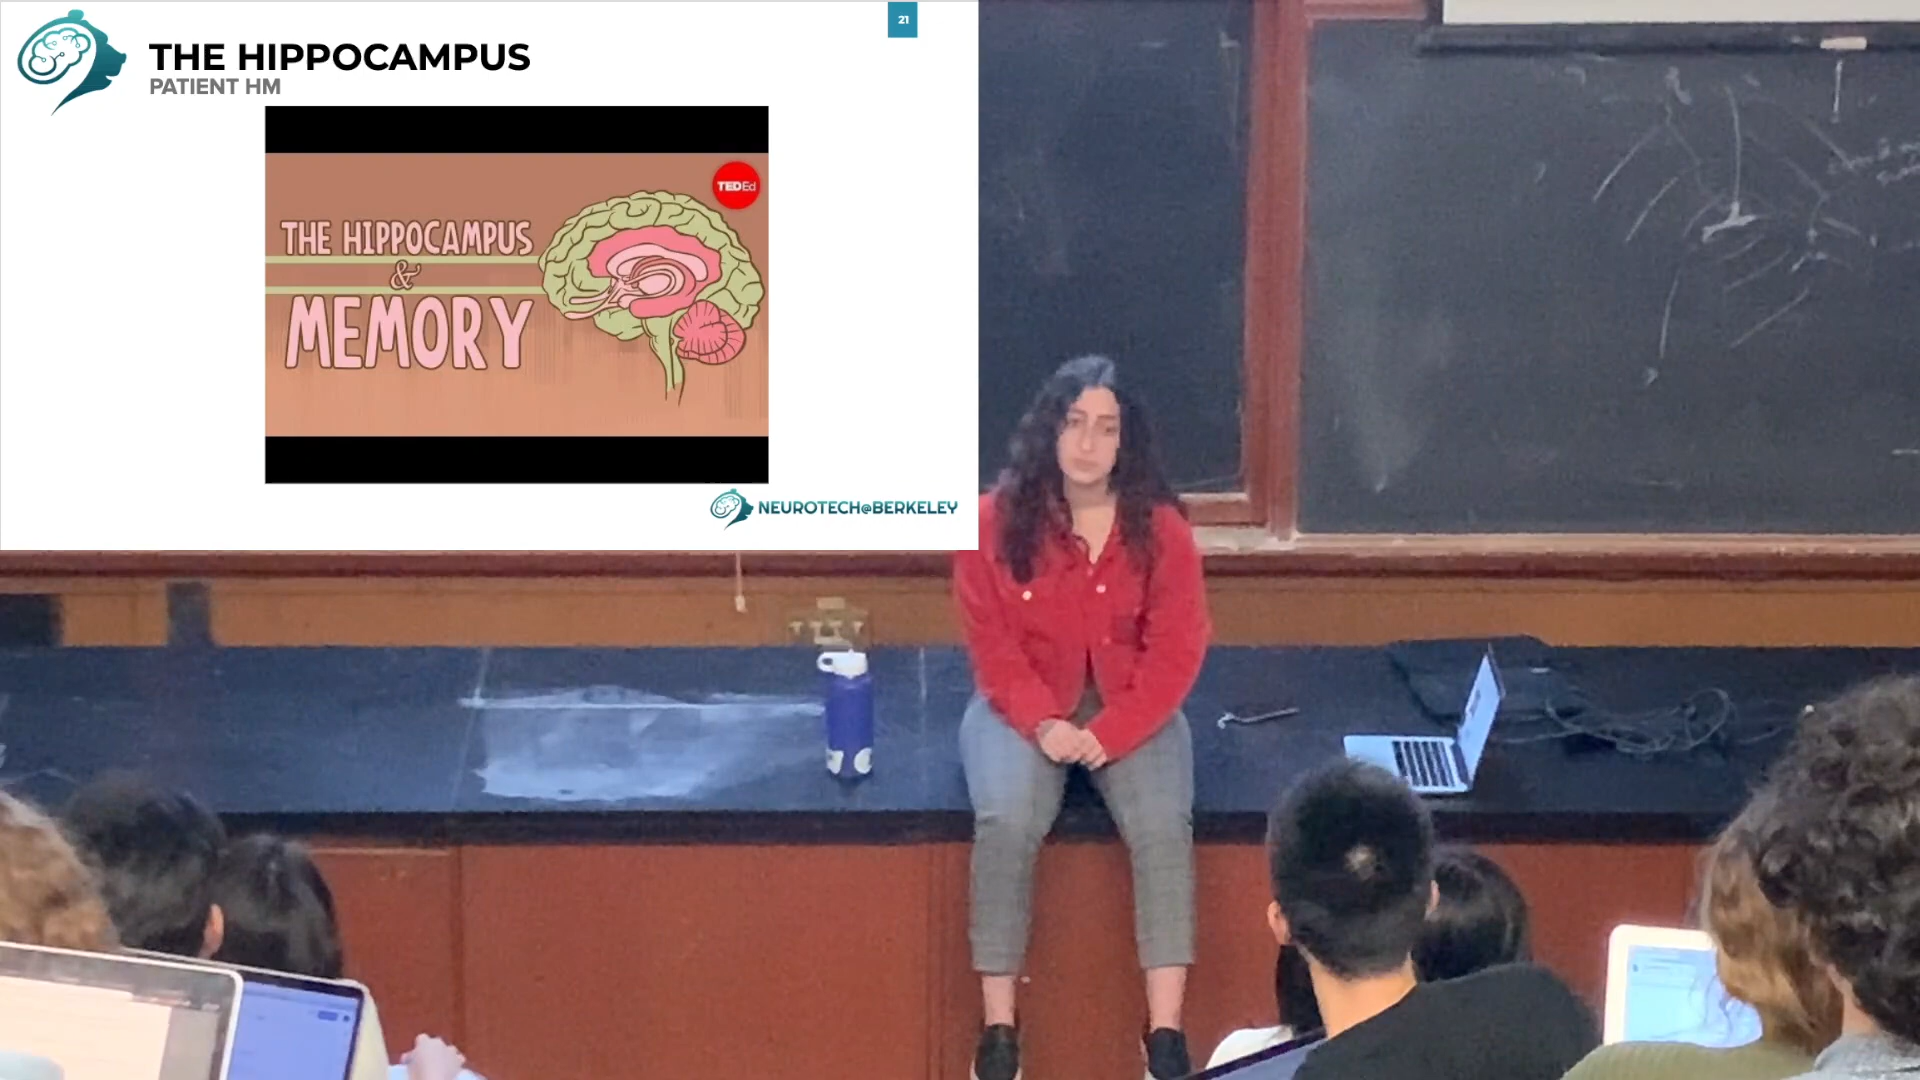 21
THE HIPPOCAMPUS
PATIENT HM
TEDEd
THE HIPPOCAMPUS
&
MEMORY
NEUROTECH@BERKELEY